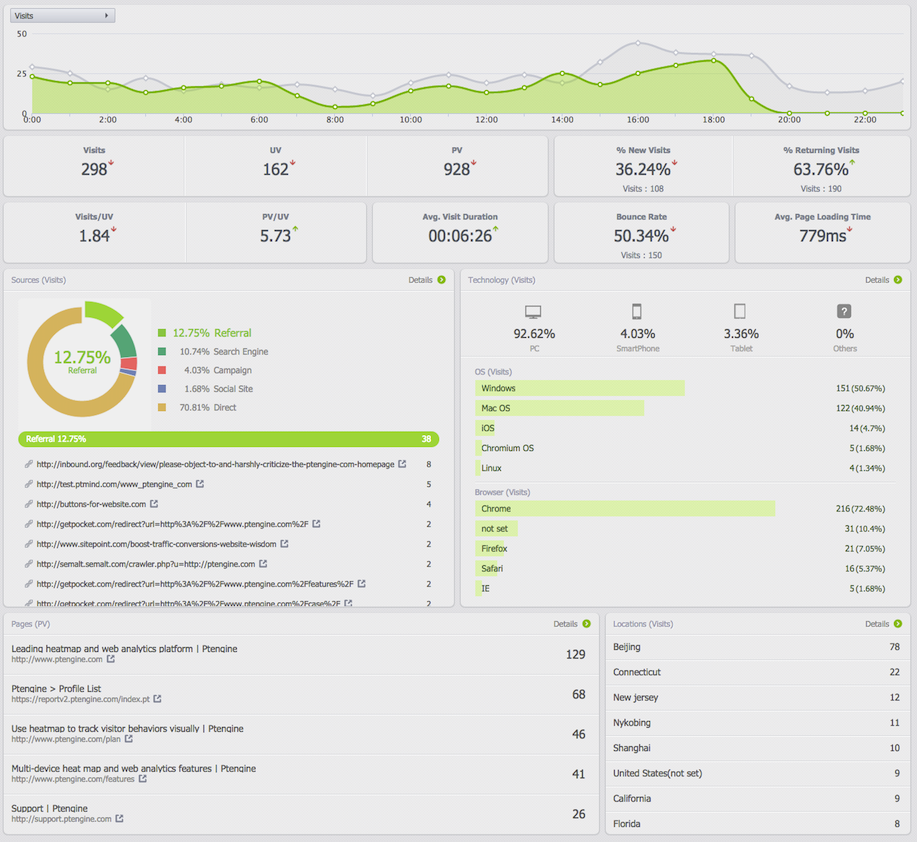 Visits
50
25
0
0:00 2:00 4:00 6:00 8:00 10:00 12:00 14:00 16:00 18:00 20:00 22:00
Visits UV PV % New Visits % Returning Visits
298 162 928 36.24% 63.76%
Visits : 108 Visits : 190
Visits/UV PV/UV Avg. Visit Duration Bounce Rate Avg. Page Loading Time
1.84 5.73 00:06:26 50.34% 779ms
Visits : 150
Sources (Visits) Details
12.75%
Referral
12.75% Referral
10.74% Search Engine
4.03% Campaign
1.68% Social Site
70.81% Direct
Referral 12.75% 38
http://inbound.org/feedback/view/please-object-to-and-harshly-criticize-the-ptengine-com-homepage 8
http://test.ptmind.com/www_ptengine_com 5
http://buttons-for-website.com 4
http://getpocket.com/redirect?url=http%3A%2F%2Fwww.ptengine.com%2F 2
http://www.sitepoint.com/boost-traffic-conversions-website-wisdom 2
http://semalt.semalt.com/crawler.php?u=http://ptengine.com 2
http://getpocket.com/redirect?url=http%3A%2F%2Fwww.ptengine.com%2Ffeatures%2F 2
http://getpocket.com/redirect?url=http%3A%2F%2Fwww.ptengine.com%2Fcase%2F 2
Technology (Visits) Details
?
92.62% 4.03% 3.36% 0%
PC SmartPhone Tablet Others
OS (Visits)
Windows 151 (50.67%)
Mac OS 122 (40.94%)
iOS 14 (4.7%)
Chromium OS 5 (1.68%)
Linux 4 (1.34%)
Browser (Visits)
Chrome 216 (72.48%)
not set 31 (10.4%)
Firefox 21 (7.05%)
Safari 16 (5.37%)
IE 5 (1.68%)
Pages (PV) Details
Leading heatmap and web analytics platform | Ptengine
http://www.ptengine.com 129
Ptengine > Profile List
https://reportv2.ptengine.com/index.pt 68
Use heatmap to track visitor behaviors visually | Ptengine
http://www.ptengine.com/plan 46
Multi-device heat map and web analytics features | Ptengine
http://www.ptengine.com/features 41
Support | Ptengine
http://support.ptengine.com 26
Locations (Visits) Details
Beijing 78
Connecticut 22
New jersey 12
Nykobing 11
Shanghai 10
United States(not set) 9
California 9
Florida 8